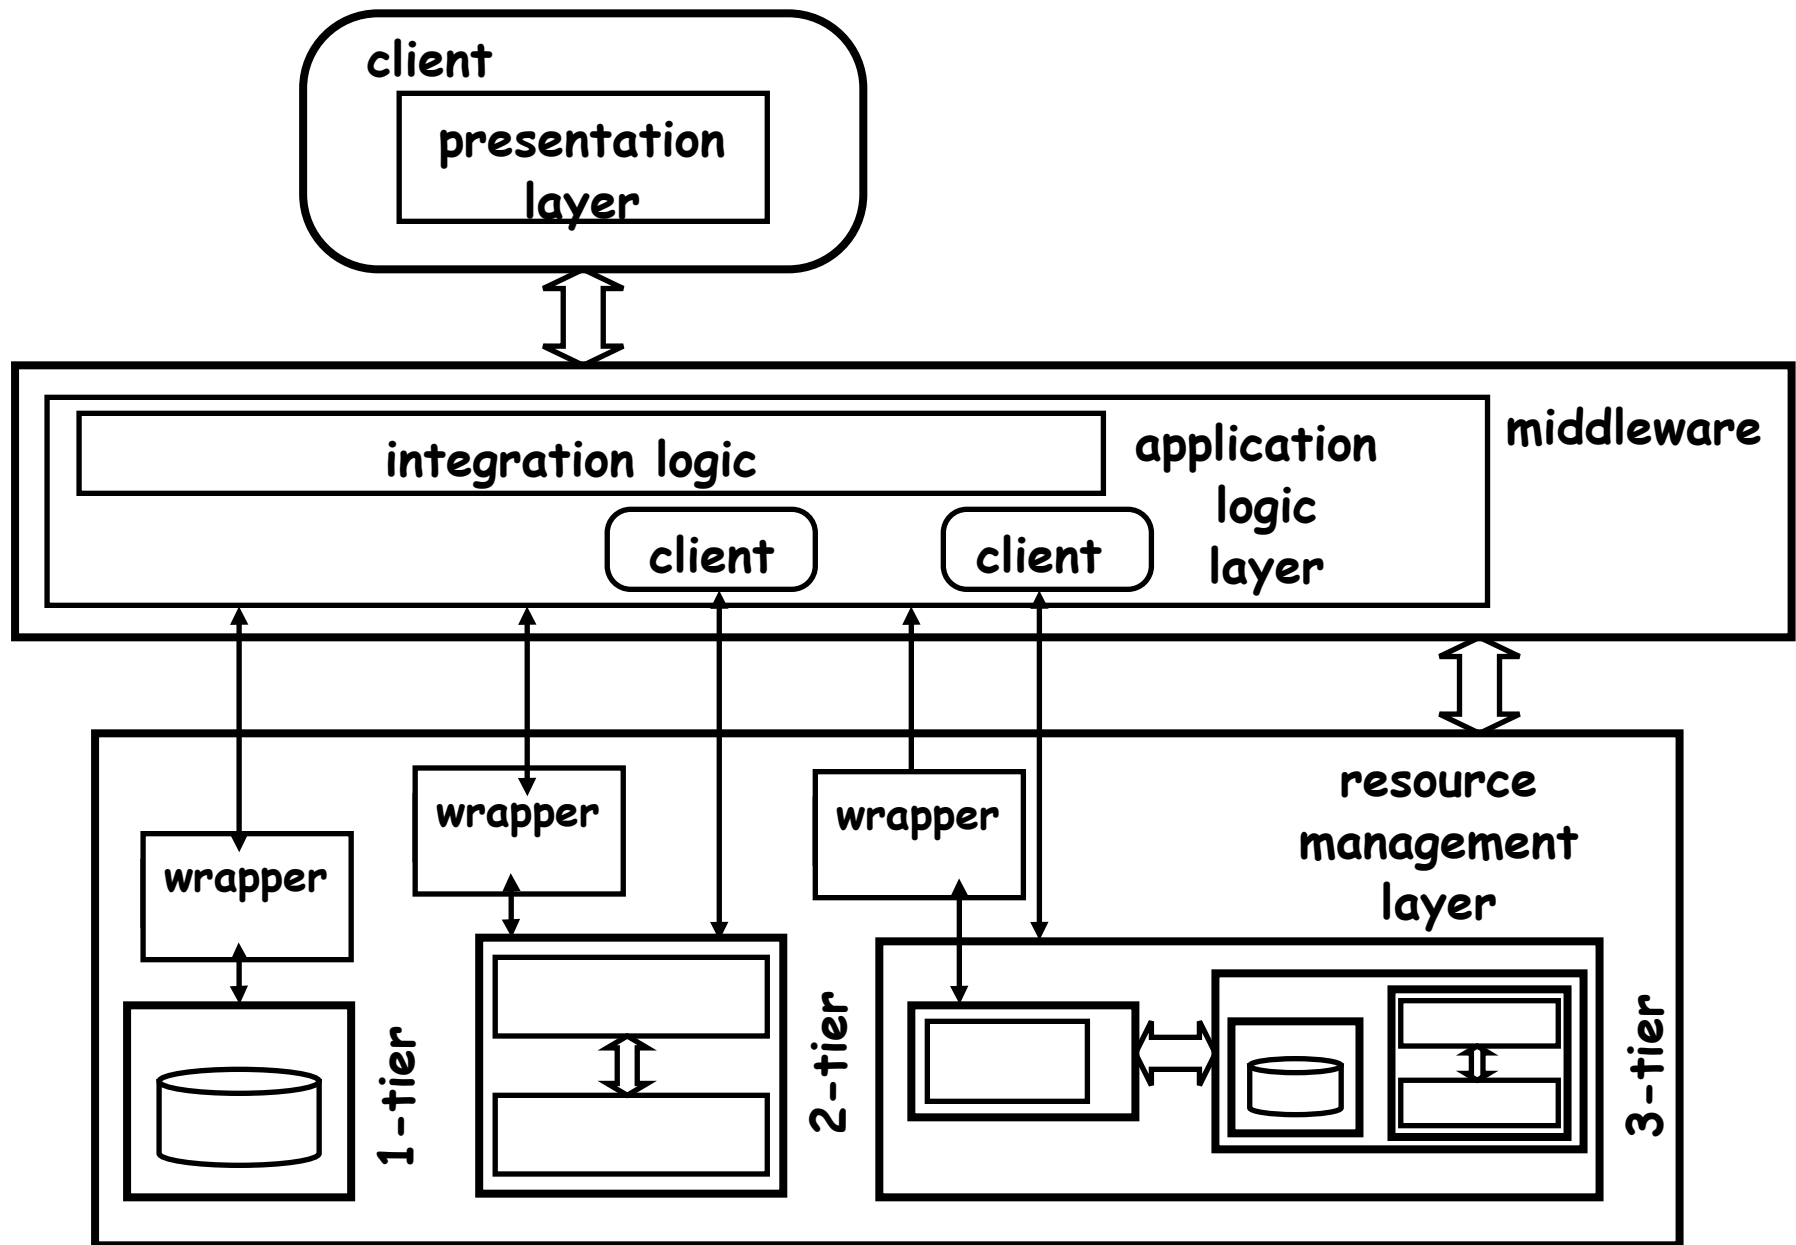 client
presentation
layer
integration logic
application
logic
layer
middleware
client
client
wrapper
wrapper
wrapper
resource
management
layer
1-tier
2-tier
3-tier